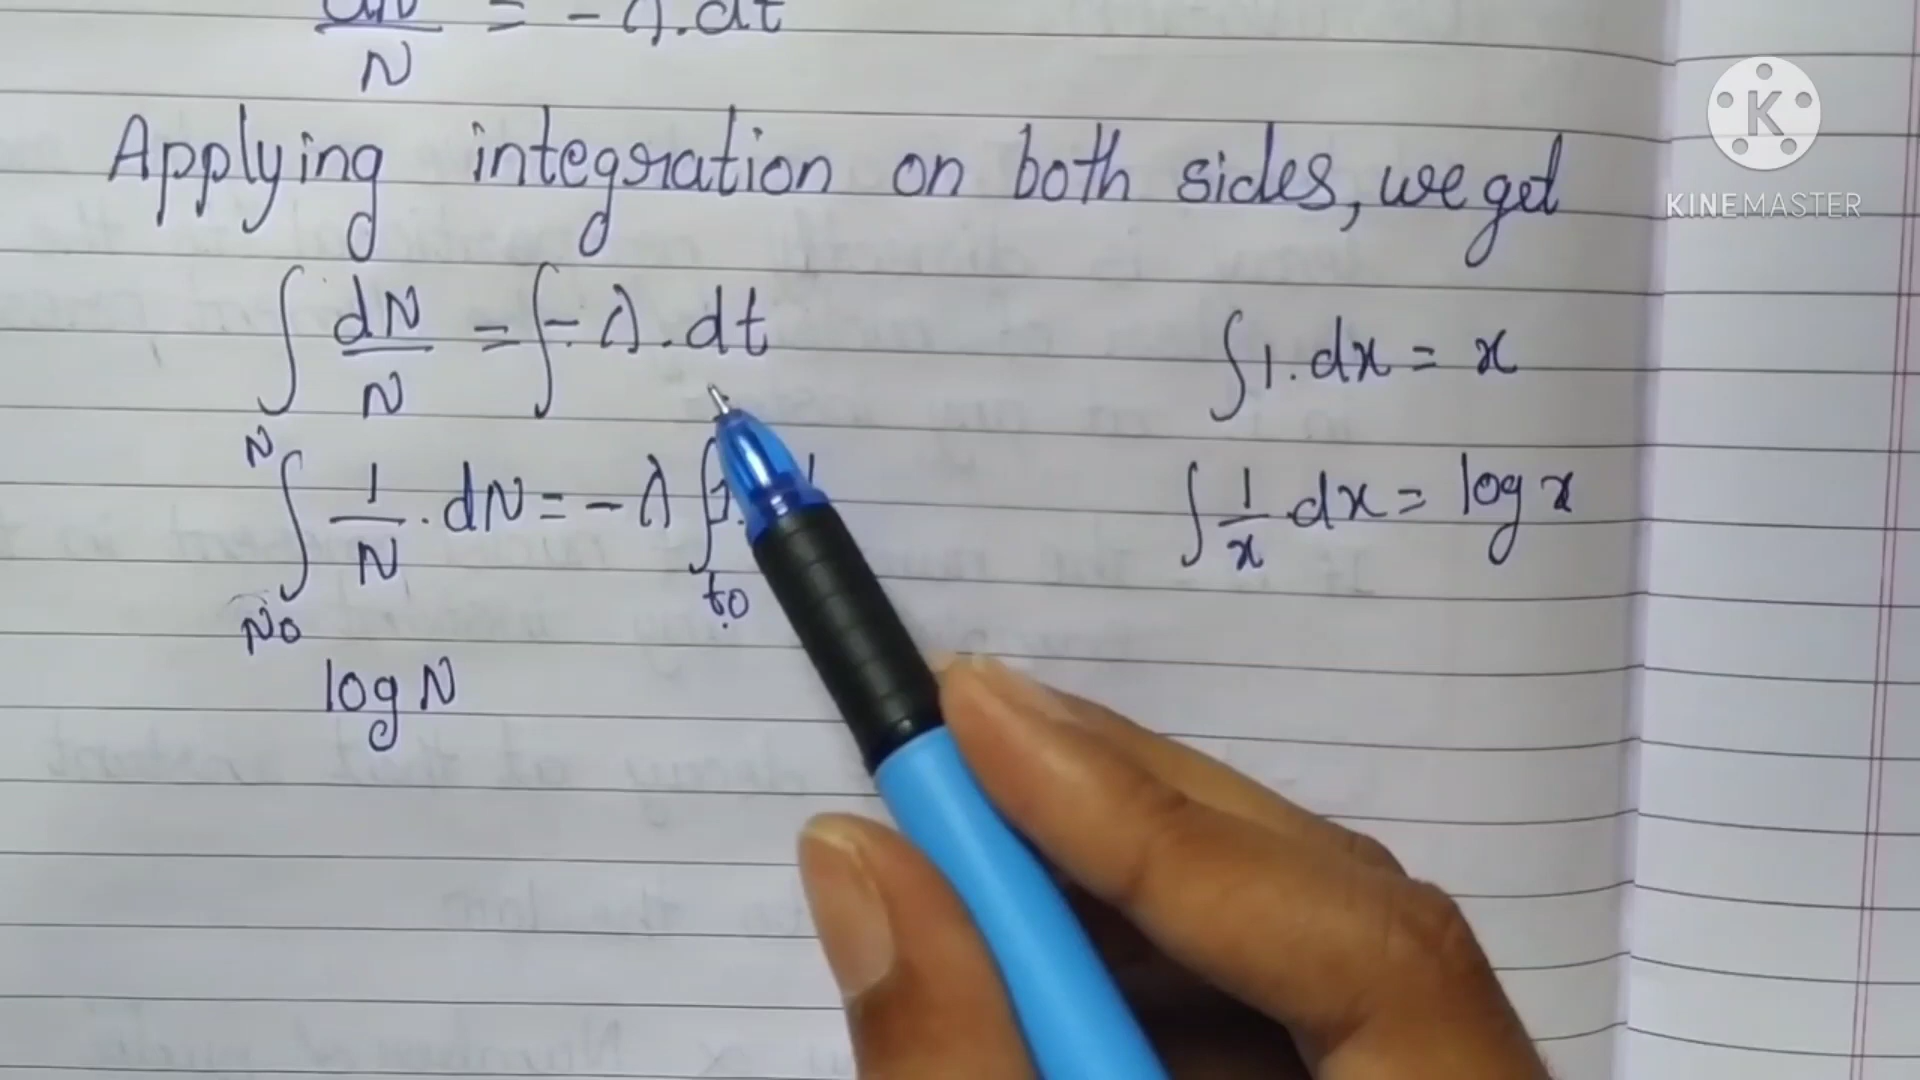 dN/N = - λ.dt
K
KINEMASTER
Applying integration on both sides, we get
∫ dN/N = ∫ - λ . dt
∫ 1. dx = x
N
∫ 1/N . dN = - λ ∫ 1.
∫ 1/x dx = log x
N0
t0
log N